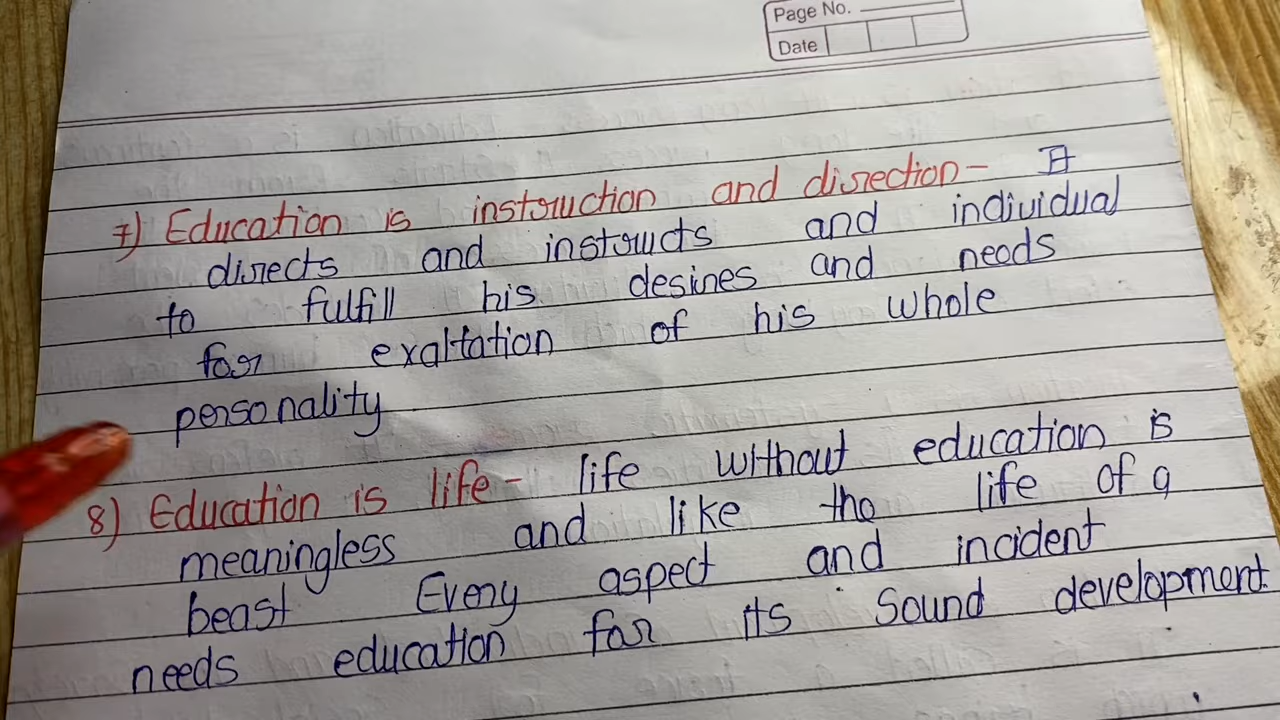 Page No.
Date
7) Education is instruction and direction- It
directs and instructs and individual
to fulfill his desires and needs
for exaltation of his whole
personality
8) Education is life- life without education is
meaningless and like the life of a
beast Every aspect and incident
needs education for its sound development